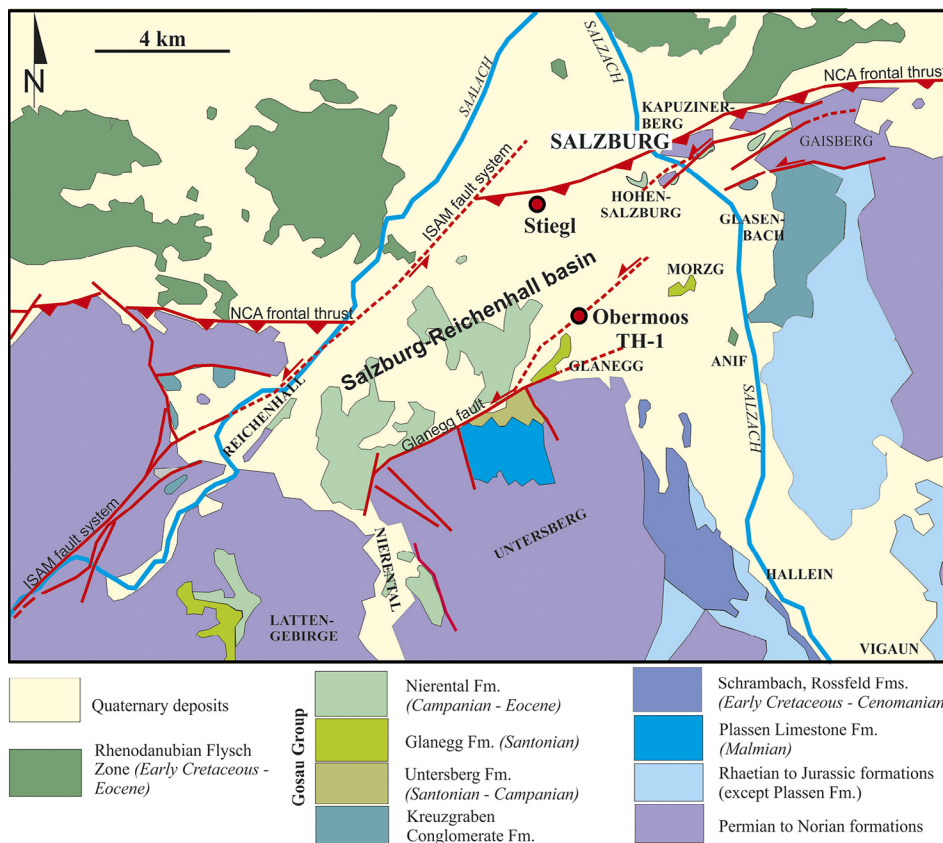 4 km
N
SAALACH
SALZACH
NCA frontal thrust
KAPUZINER-
BERG
SALZBURG
GAISBERG
ISAM fault system
HOHEN-
SALZBURG
Stiegl
GLASEN-
BACH
MORZG
NCA frontal thrust
Salzburg-Reichenhall basin
Obermoos
TH-1
ANIF
GLANEGG
REICHENHALL
Glanegg fault
SALZACH
UNTERSBERG
ISAM fault system
NIERENTAL
HALLEIN
LATTEN-
GEBIRGE
VIGAUN
Quaternary deposits
Rhenodanubian Flysch
Zone (Early Cretaceous -
Eocene)
Gosau Group
Nierental Fm.
(Campanian - Eocene)
Glanegg Fm. (Santonian)
Untersberg Fm.
(Santonian - Campanian)
Kreuzgraben
Conglomerate Fm.
Schrambach, Rossfeld Fms.
(Early Cretaceous - Cenomanian
Plassen Limestone Fm.
(Malmian)
Rhaetian to Jurassic formations
(except Plassen Fm.)
Permian to Norian formations